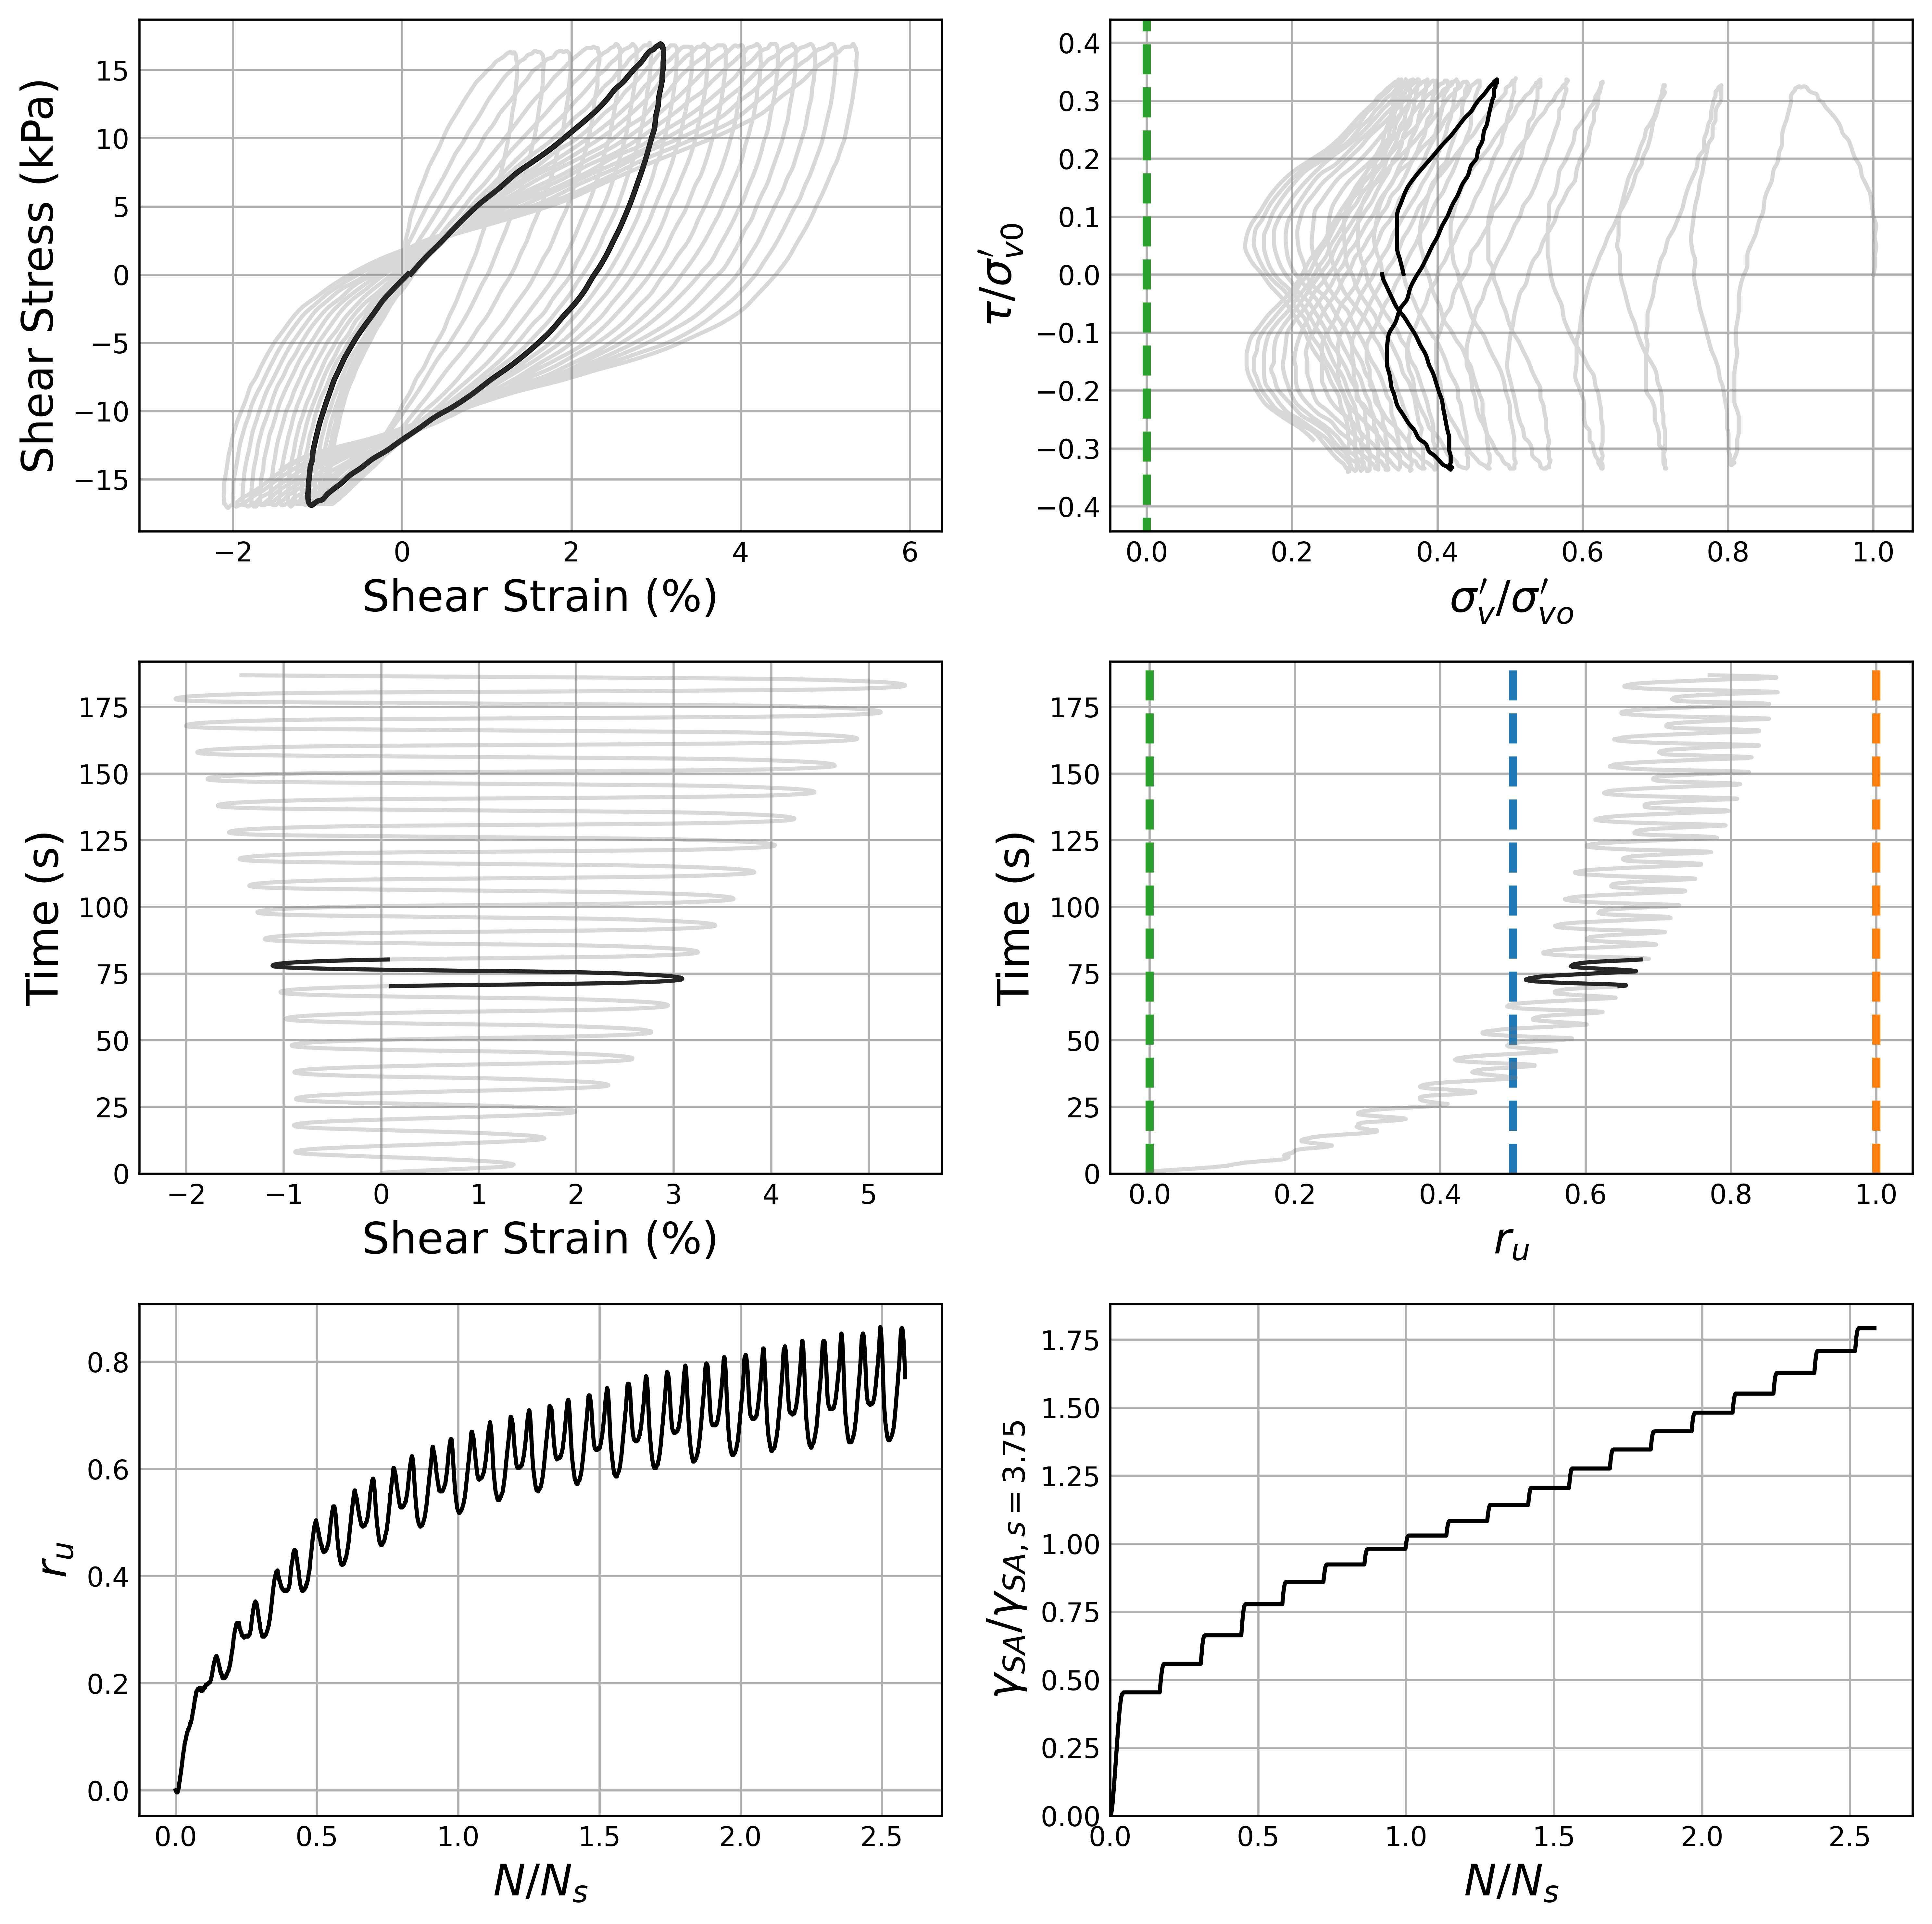 15
10
5
0
−5
−10
−15
Shear Stress (kPa)
−2 0 2 4 6
Shear Strain (%)
0.4
0.3
0.2
0.1
0.0
−0.1
−0.2
−0.3
−0.4
τ/σ′v0
0.0 0.2 0.4 0.6 0.8 1.0
σ′v/σ′vo
175
150
125
100
75
50
25
0
Time (s)
−2 −1 0 1 2 3 4 5
Shear Strain (%)
175
150
125
100
75
50
25
0
Time (s)
0.0 0.2 0.4 0.6 0.8 1.0
ru
0.8
0.6
0.4
0.2
0.0
ru
0.0 0.5 1.0 1.5 2.0 2.5
N/Ns
1.75
1.50
1.25
1.00
0.75
0.50
0.25
0.00
γSA/γSA, s = 3.75
0.0 0.5 1.0 1.5 2.0 2.5
N/Ns